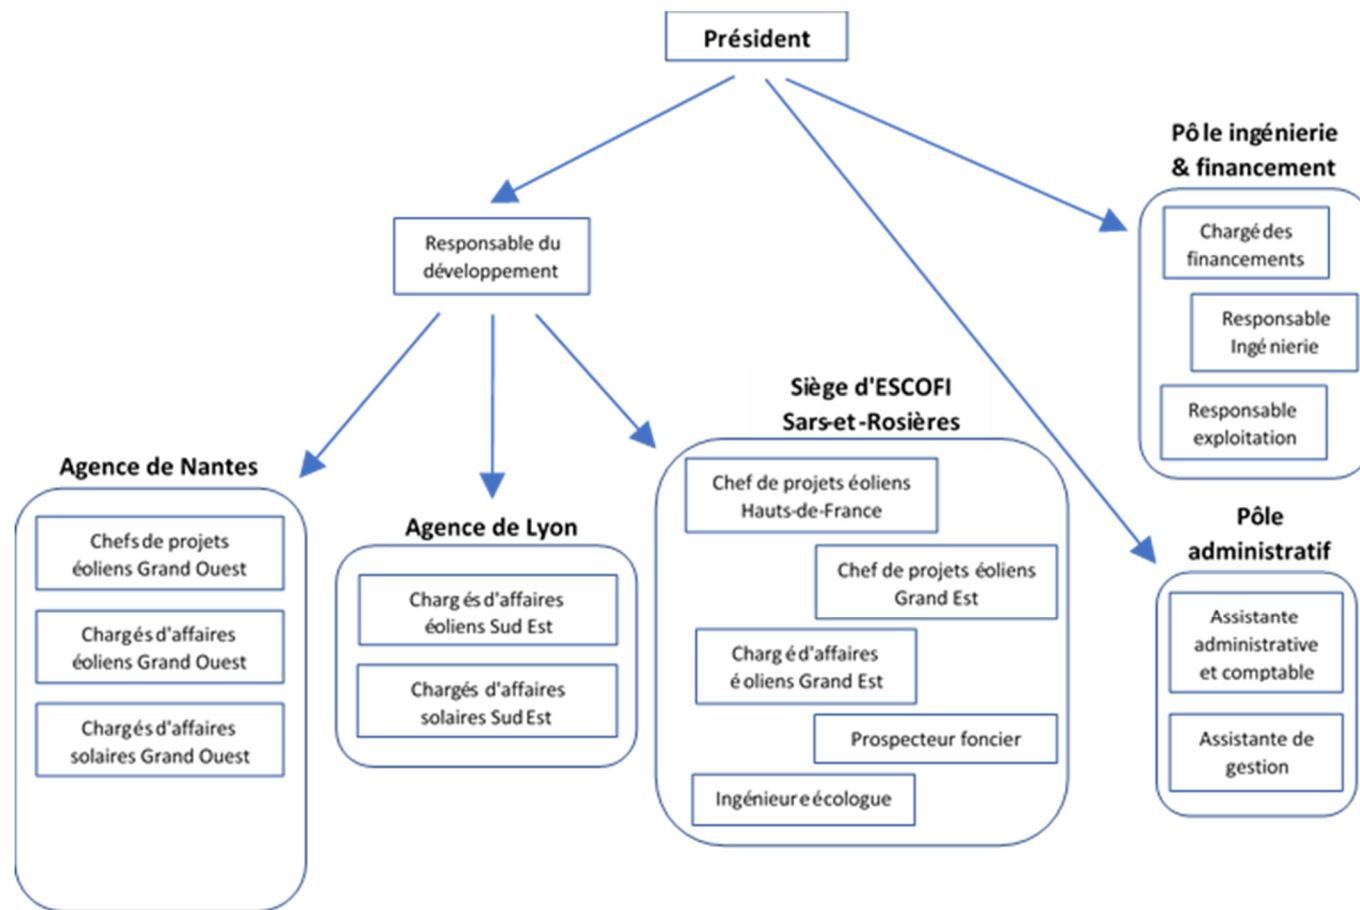 Président
Pôle ingénierie
& financement
Chargé des
financements
Responsable
Ingénierie
Responsable
exploitation
Responsable du
développement
Siège d'ESCOFI
Sars-et-Rosières
Chef de projets éoliens
Hauts-de-France
Chef de projets éoliens
Grand Est
Chargé d'affaires
éoliens Grand Est
Prospecteur foncier
Ingénieure écologue
Agence de Nantes
Chefs de projets
éoliens Grand Ouest
Chargés d'affaires
éoliens Grand Ouest
Chargés d'affaires
solaires Grand Ouest
Agence de Lyon
Chargés d'affaires
éoliens Sud Est
Chargés d'affaires
solaires Sud Est
Pôle
administratif
Assistante
administrative
et comptable
Assistante de
gestion